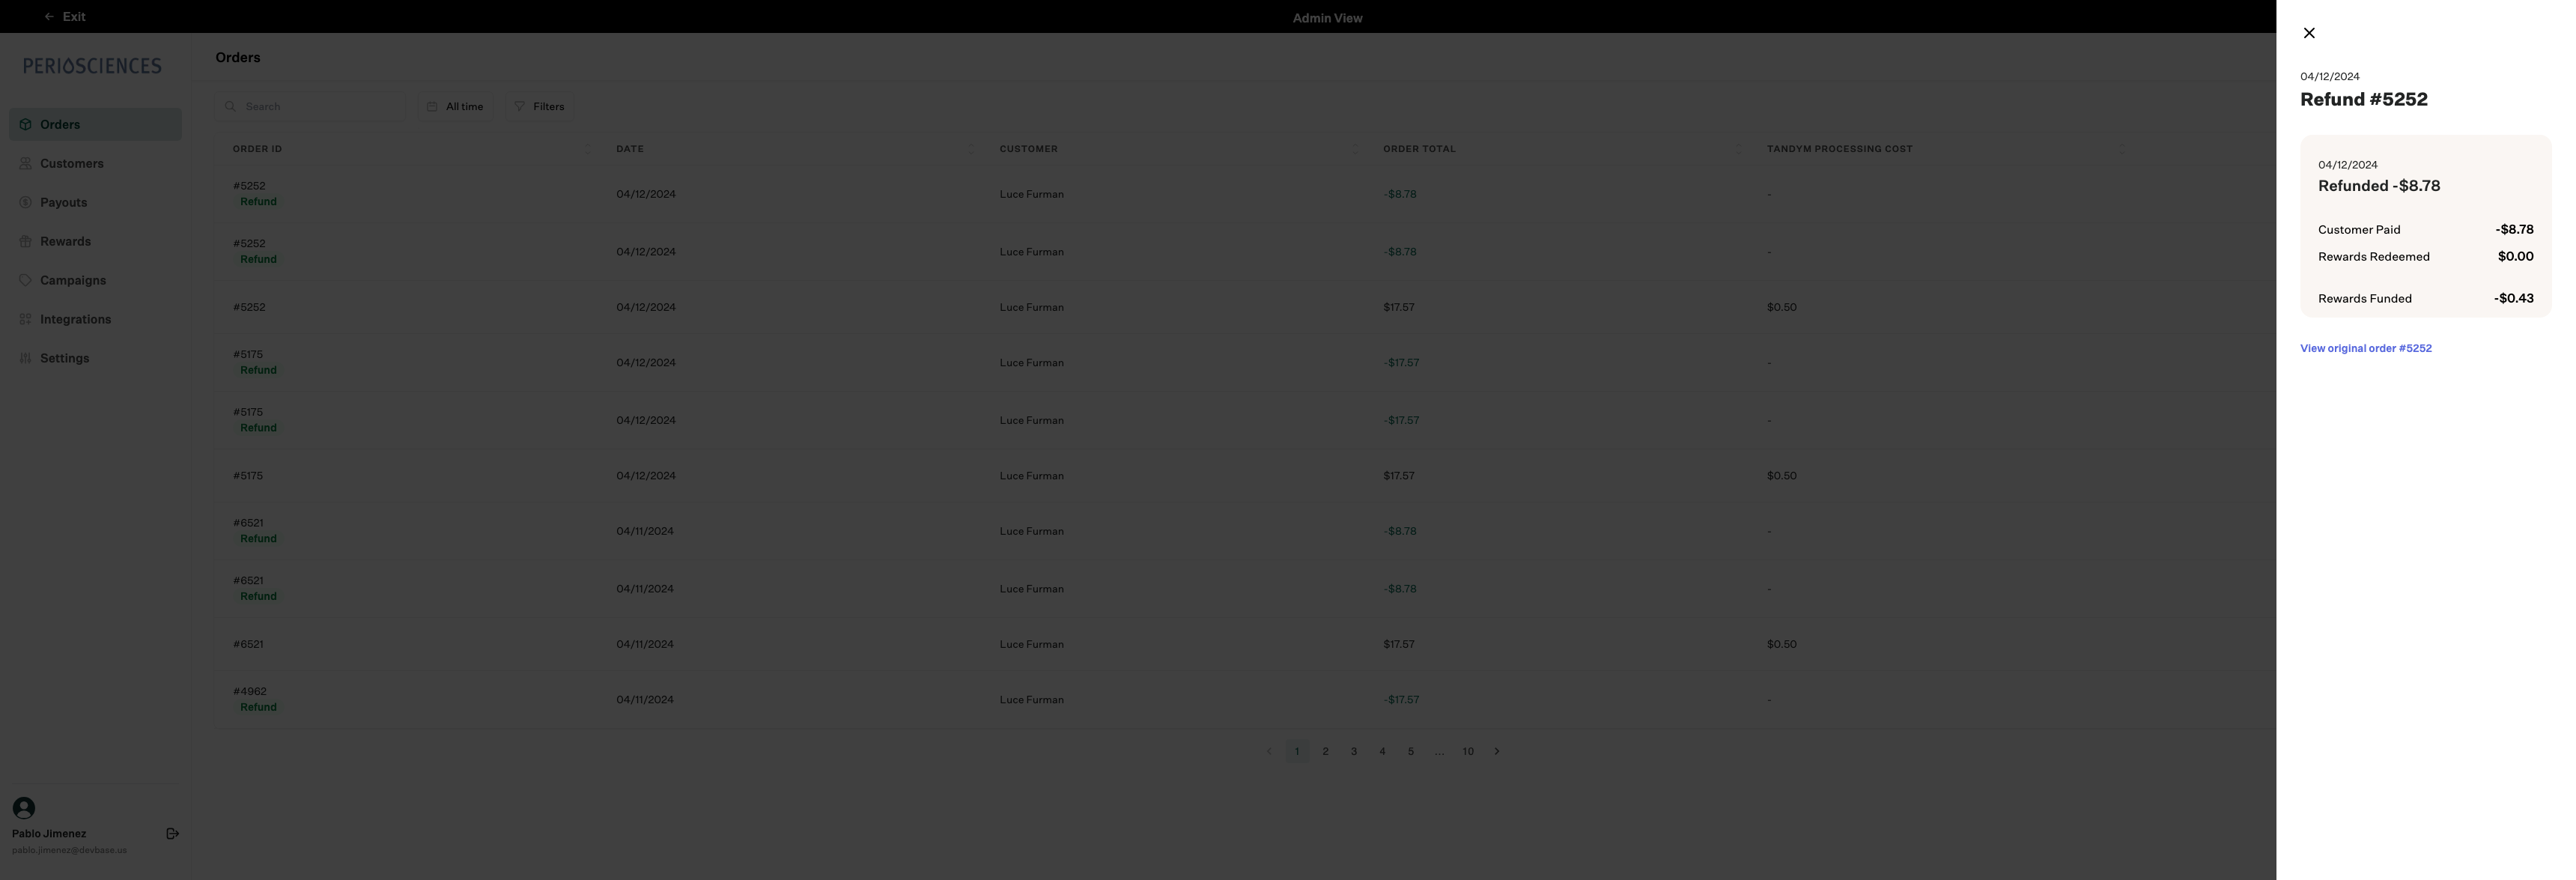 Exit
Admin View
PERIOSCIENCES
Orders
Customers
Payouts
Rewards
Campaigns
Integrations
Settings
Pablo Jimenez
pablo.jimenez@devbase.us
Orders
Search All time Filters
ORDER ID DATE CUSTOMER ORDER TOTAL TANDYM PROCESSING COST
#5252
Refund
04/12/2024 Luce Furman -$8.78 -
#5252
Refund
04/12/2024 Luce Furman -$8.78 -
#5252 04/12/2024 Luce Furman $17.57 $0.50
#5175
Refund
04/12/2024 Luce Furman -$17.57 -
#5175
Refund
04/12/2024 Luce Furman -$17.57 -
#5175 04/12/2024 Luce Furman $17.57 $0.50
#6521
Refund
04/11/2024 Luce Furman -$8.78 -
#6521
Refund
04/11/2024 Luce Furman -$8.78 -
#6521 04/11/2024 Luce Furman $17.57 $0.50
#4962
Refund
04/11/2024 Luce Furman -$17.57 -
1 2 3 4 5 ... 10
04/12/2024
Refund #5252
04/12/2024
Refunded -$8.78
Customer Paid -$8.78
Rewards Redeemed $0.00
Rewards Funded -$0.43
View original order #5252